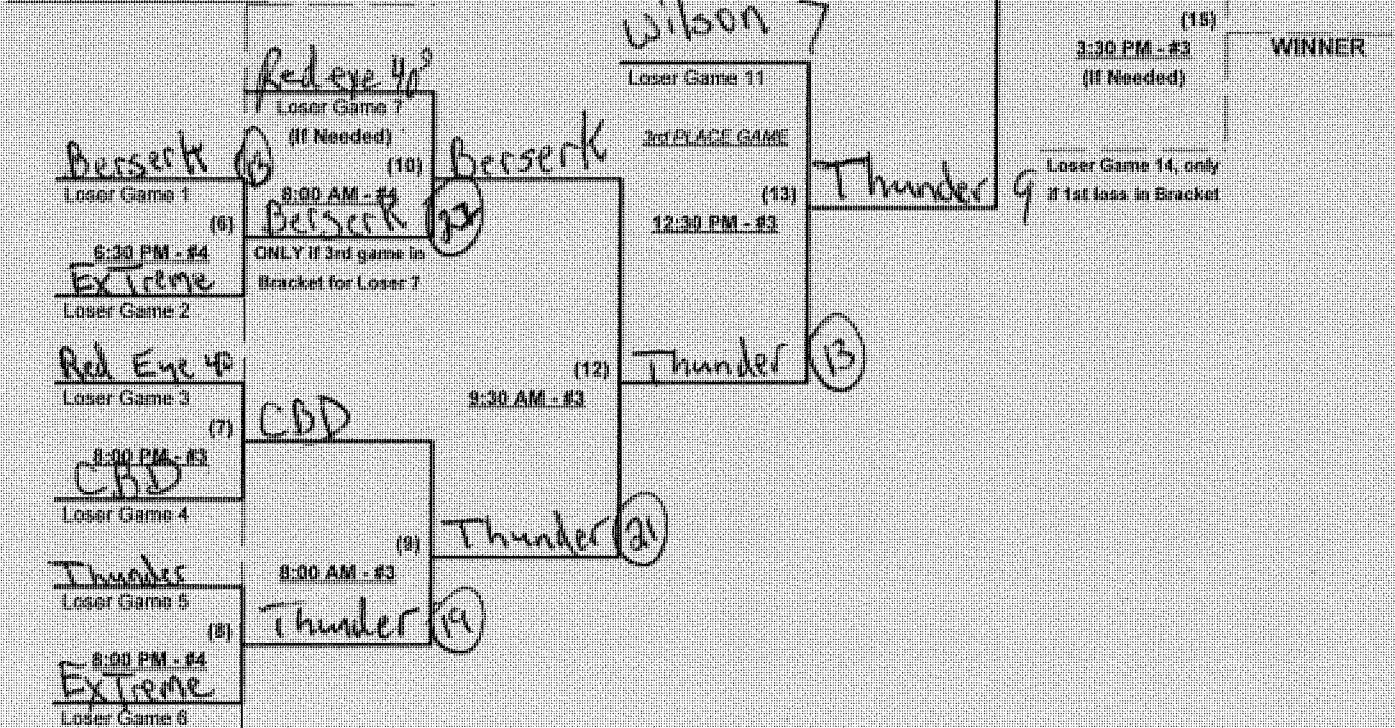 Wilson 7
Loser Game 11
(15)
3:30 PM - #3
(If Needed)
WINNER
Red eye 40s
Loser Game 7
(If Needed)
(10)
8:00 AM - #4
Berserk 13
Loser Game 1
(6)
6:30 PM - #4
Extreme
Loser Game 2
Berserk
ONLY if 3rd game in
Bracket for Loser 7
Berserk
3rd PLACE GAME
(13)
12:30 PM - #3
Thunder 9
Loser Game 14, only
if 1st loss in Bracket
Red Eye 40
Loser Game 3
(7)
8:00 PM - #3
CBD
Loser Game 4
CBD
(12)
9:30 AM - #3
Thunder 13
Thunder
Loser Game 5
(8)
8:00 PM - #4
Extreme
Loser Game 6
(9)
8:00 AM - #3
Thunder 19
Thunder 21